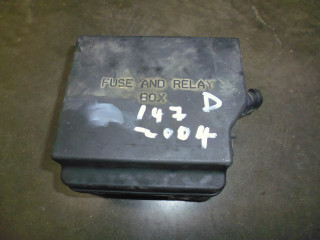 FUSE AND RELAY
BOX
147 D
2004